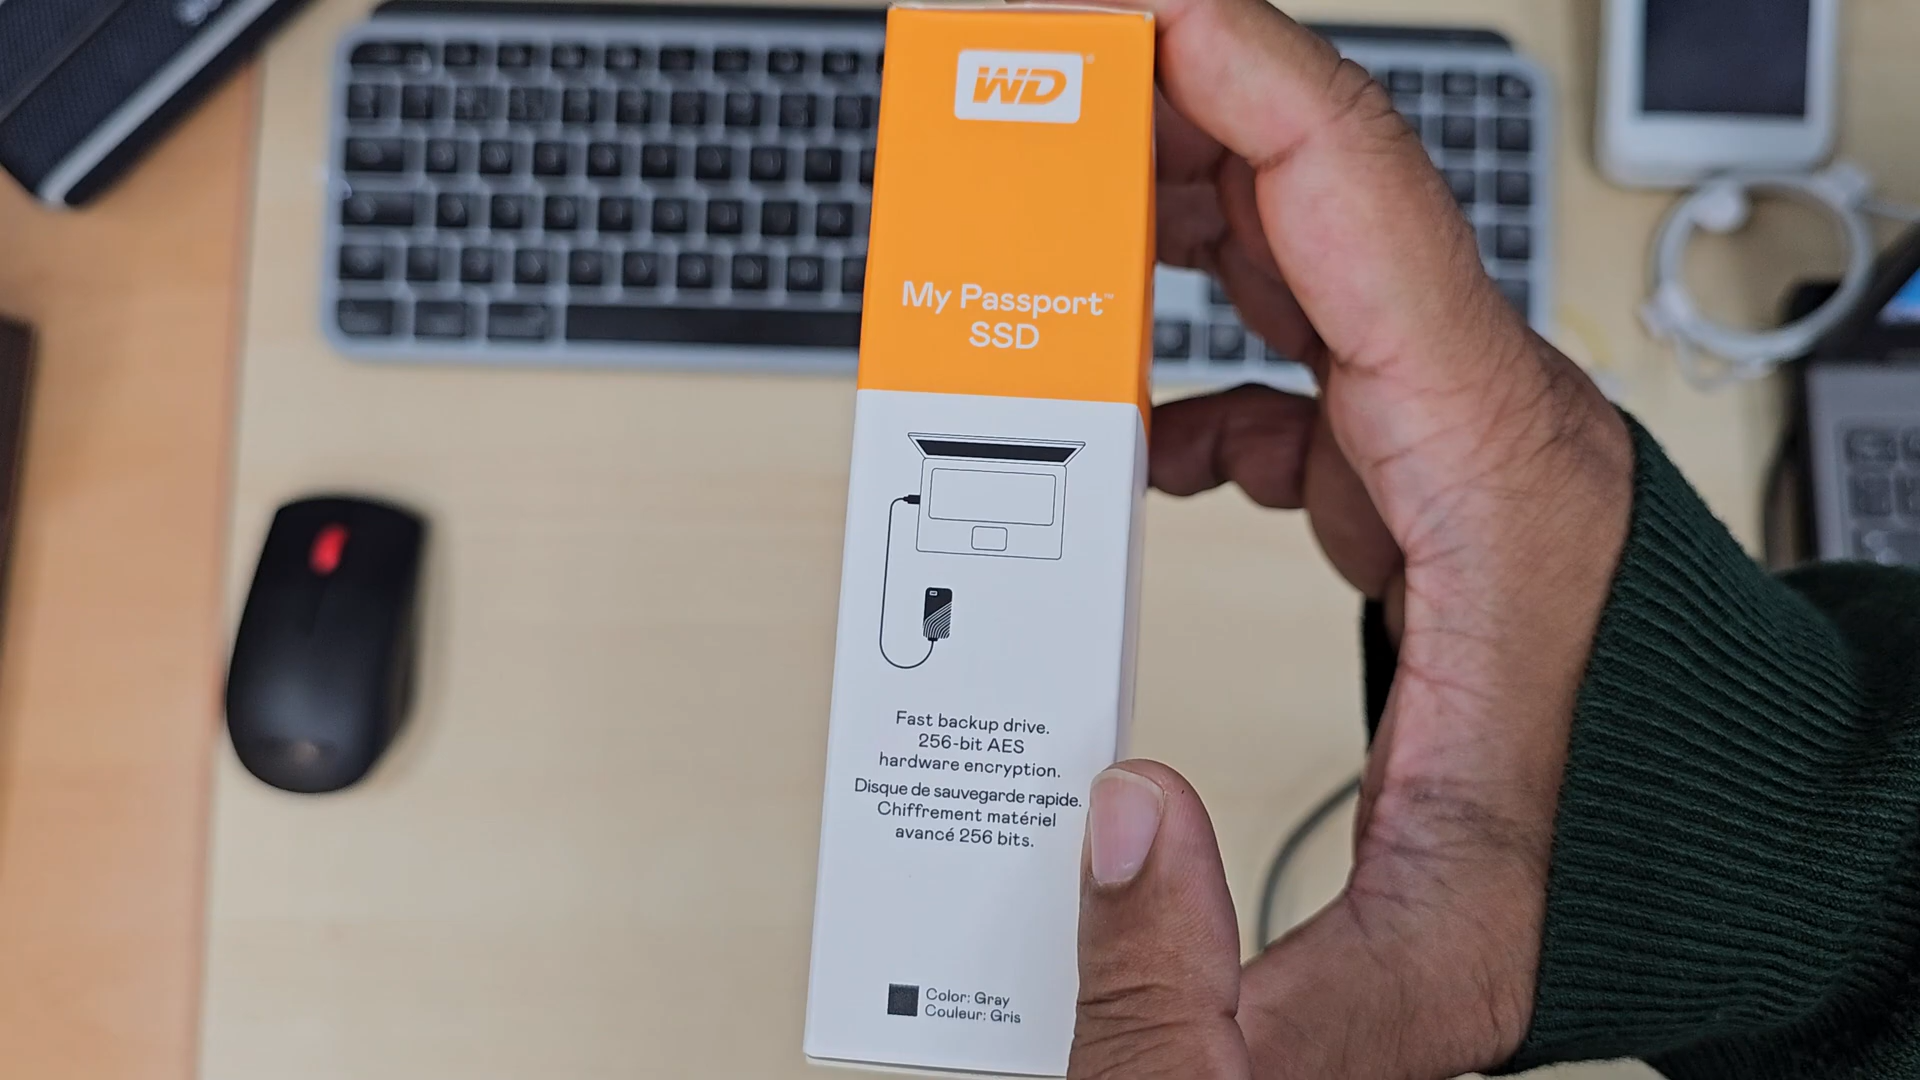 WD®
My Passport™
SSD
Fast backup drive.
256-bit AES
hardware encryption.
Disque de sauvegarde rapide.
Chiffrement matériel
avancé 256 bits.
Color: Gray
Couleur: Gris